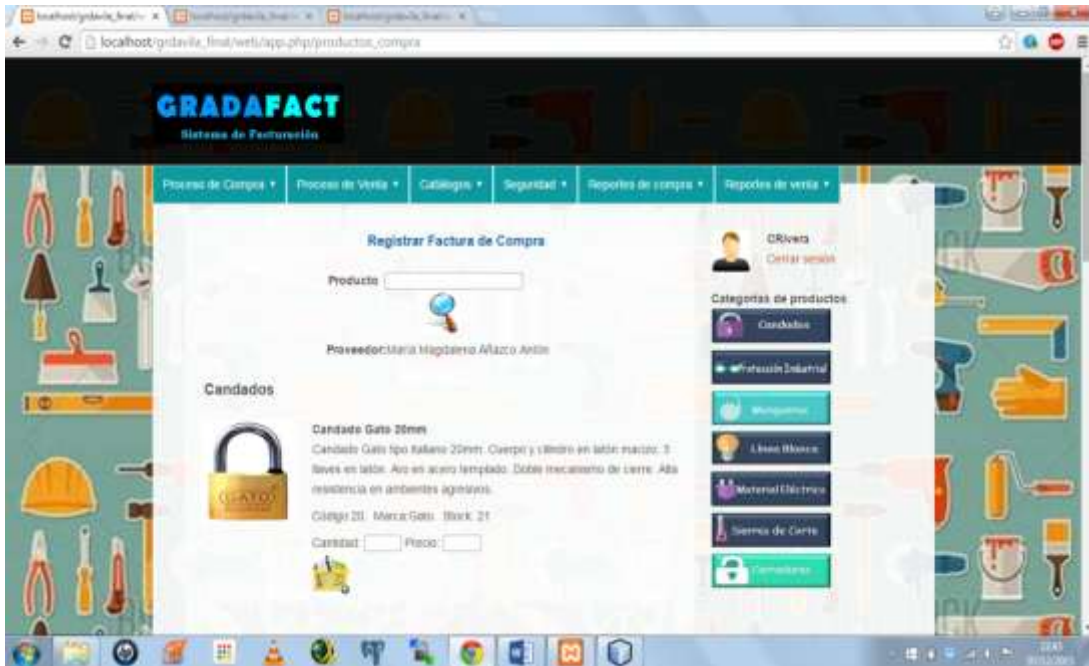 localhost/grdavila_final/web/app.php/productos_compra
GRADAFACT
Sistema de Facturación
Proceso de Compra
Proceso de Venta
Catálogos
Seguridad
Reportes de compra
Reportes de venta
Registrar Factura de Compra
CRivera
Cerrar sesión
Producto
Proveedor:María Magdalena Añazco Antón
Categorías de productos
Candados
Protección Industrial
Mangueras
Línea Blanca
Material Eléctrico
Sierras de Corte
Cerraduras
Candados
GATO
Candado Gato 20mm
Candado Gato tipo italiano 20mm. Cuerpo y cilindro en latón macizo. 3
llaves en latón. Aro en acero templado. Doble mecanismo de cierre. Alta
resistencia en ambientes agresivos.
Código:20. Marca:Gato. Stock: 21
Cantidad: Precio: